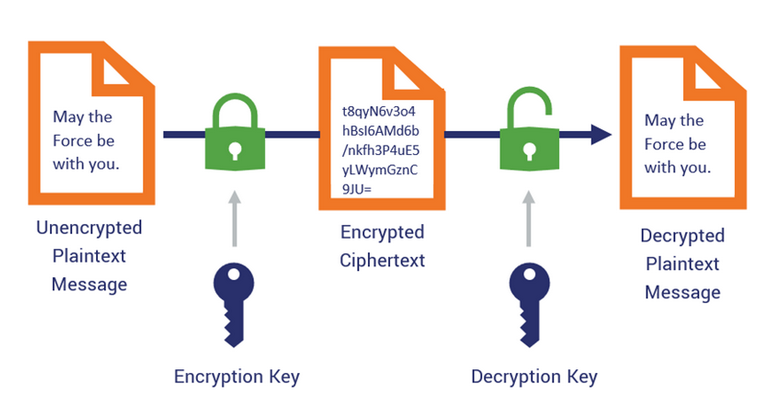 May the
Force be
with you.
t8qyN6v3o4
hBsI6AMd6b
/nkfh3P4uE5
yLWymGznC
9JU=
May the
Force be
with you.
Unencrypted
Plaintext
Message
Encrypted
Ciphertext
Decrypted
Plaintext
Message
Encryption Key
Decryption Key